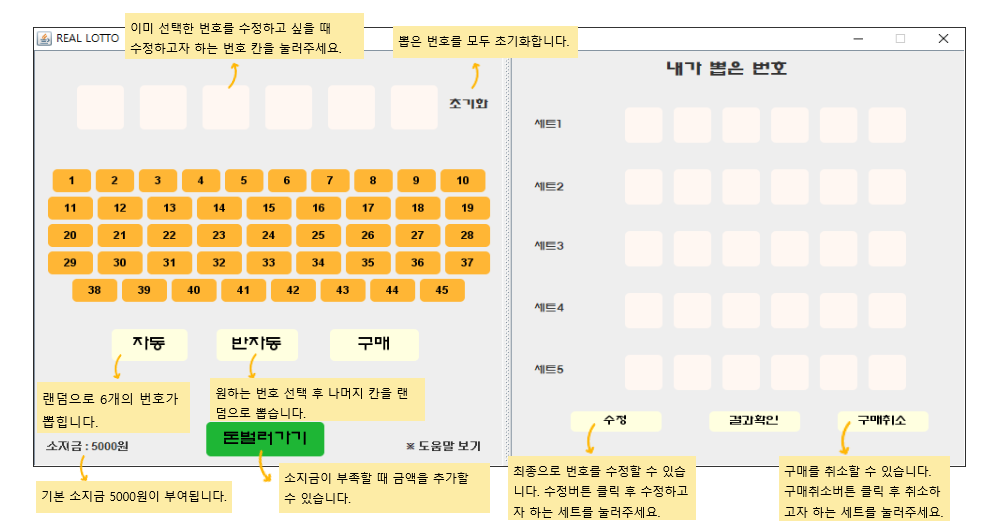 이미 선택한 번호를 수정하고 싶을 때
수정하고자 하는 번호 칸을 눌러주세요.
뽑은 번호를 모두 초기화합니다.
REAL LOTTO
초기화
1 2 3 4 5 6 7 8 9 10
11 12 13 14 15 16 17 18 19
20 21 22 23 24 25 26 27 28
29 30 31 32 33 34 35 36 37
38 39 40 41 42 43 44 45
자동 반자동 구매
랜덤으로 6개의 번호가
뽑힙니다.
원하는 번호 선택 후 나머지 칸을 랜
덤으로 뽑습니다.
소지금 : 5000원
돈벌러가기
※ 도움말 보기
기본 소지금 5000원이 부여됩니다.
소지금이 부족할 때 금액을 추가할
수 있습니다.
내가 뽑은 번호
세트1
세트2
세트3
세트4
세트5
수정 결과확인 구매취소
최종으로 번호를 수정할 수 있습
니다. 수정버튼 클릭 후 수정하고
자 하는 세트를 눌러주세요.
구매를 취소할 수 있습니다.
구매취소버튼 클릭 후 취소하
고자 하는 세트를 눌러주세요.